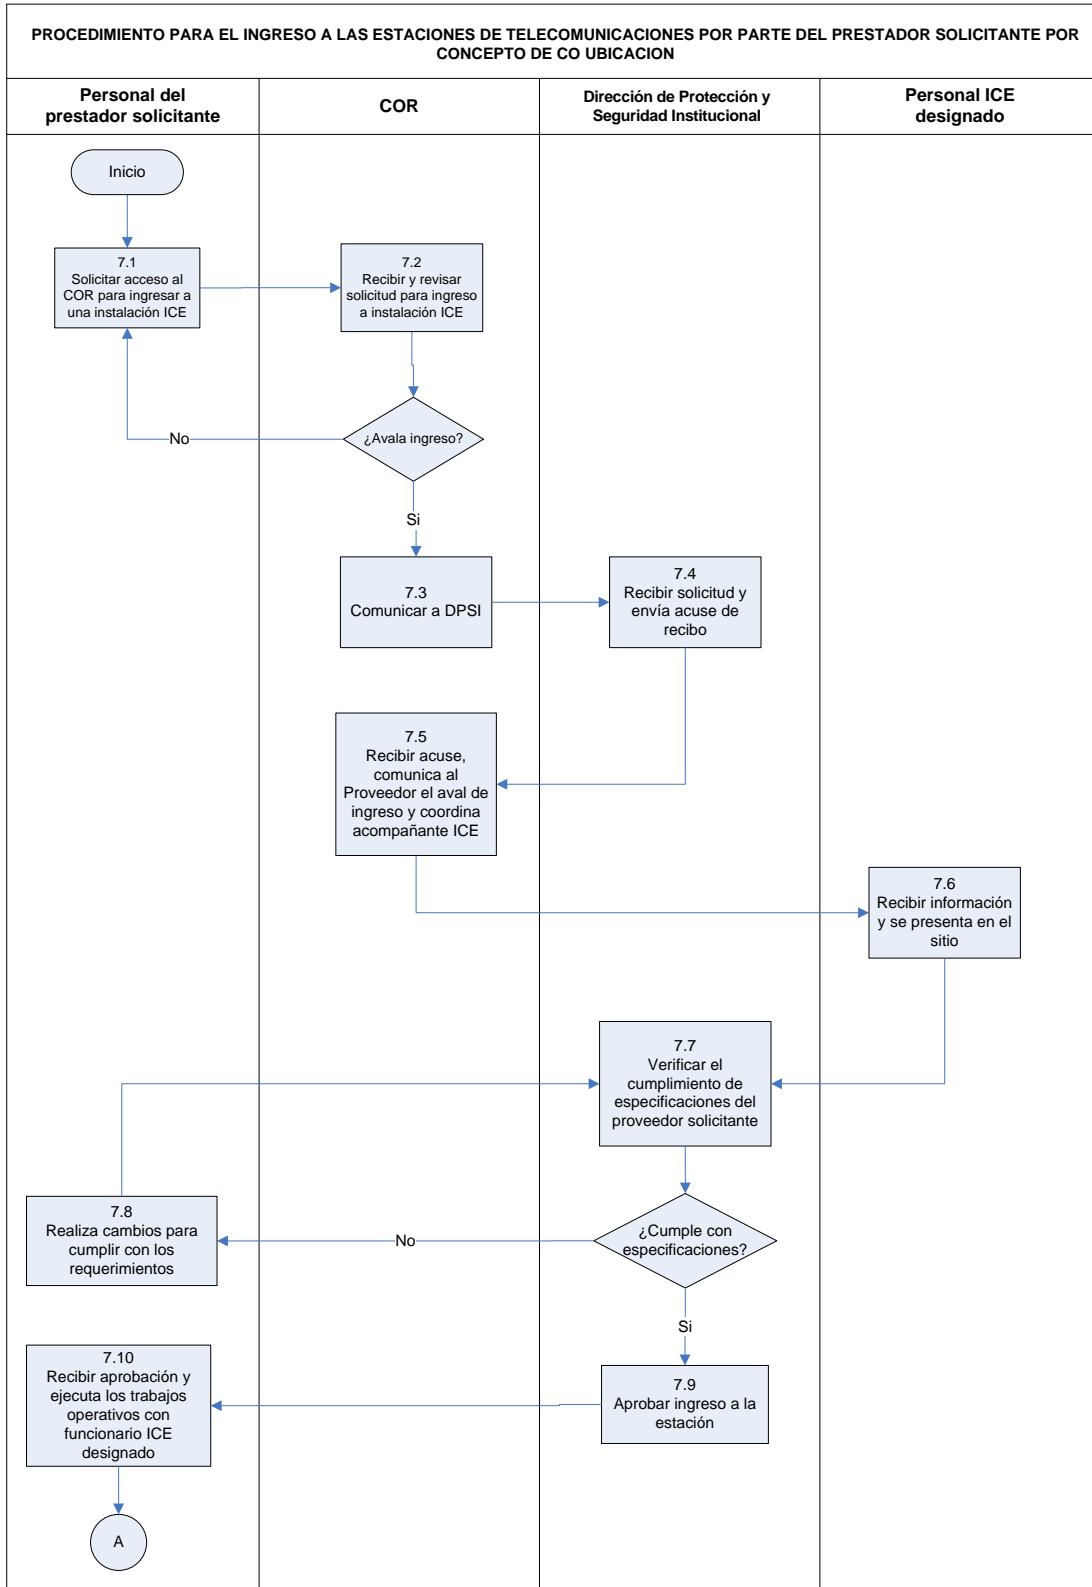 PROCEDIMIENTO PARA EL INGRESO A LAS ESTACIONES DE TELECOMUNICACIONES POR PARTE DEL PRESTADOR SOLICITANTE POR
CONCEPTO DE CO UBICACION
Personal del
prestador solicitante
COR
Dirección de Protección y
Seguridad Institucional
Personal ICE
designado
Inicio
7.1
Solicitar acceso al
COR para ingresar a
una instalación ICE
7.2
Recibir y revisar
solicitud para ingreso
a instalación ICE
¿Avala ingreso?
No
Si
7.3
Comunicar a DPSI
7.4
Recibir solicitud y
envía acuse de
recibo
7.5
Recibir acuse,
comunica al
Proveedor el aval de
ingreso y coordina
acompañante ICE
7.6
Recibir información
y se presenta en el
sitio
7.7
Verificar el
cumplimiento de
especificaciones del
proveedor solicitante
¿Cumple con
especificaciones?
No
7.8
Realiza cambios para
cumplir con los
requerimientos
Si
7.9
Aprobar ingreso a la
estación
7.10
Recibir aprobación y
ejecuta los trabajos
operativos con
funcionario ICE
designado
A